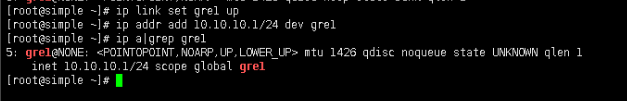 [root@simple ~]# ip link set gre1 up
[root@simple ~]# ip addr add 10.10.10.1/24 dev gre1
[root@simple ~]# ip a|grep gre1
5: gre1@NONE: <POINTOPOINT,NOARP,UP,LOWER_UP> mtu 1426 qdisc noqueue state UNKNOWN qlen 1
    inet 10.10.10.1/24 scope global gre1
[root@simple ~]#